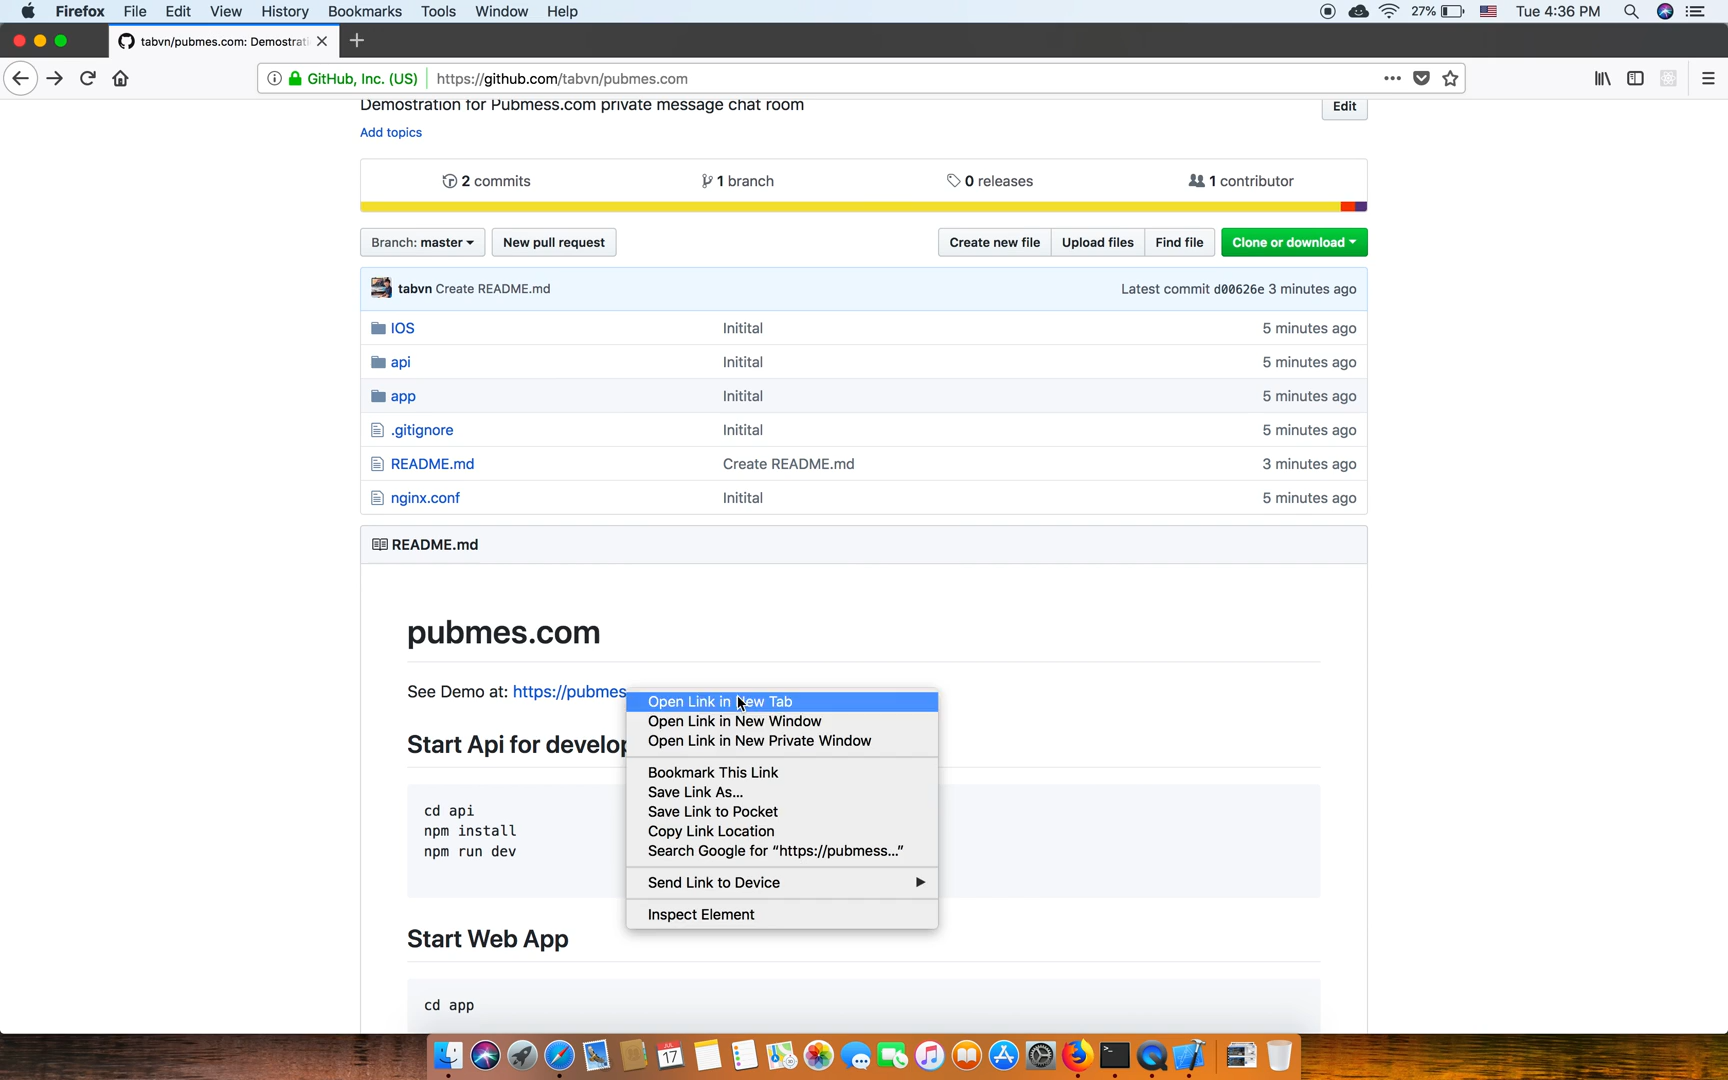 Firefox File Edit View History Bookmarks Tools Window Help 27% Tue 4:36 PM
tabvn/pubmes.com: Demostrati
GitHub, Inc. (US) https://github.com/tabvn/pubmes.com
Demostration for Pubmess.com private message chat room Edit
Add topics
2 commits 1 branch 0 releases 1 contributor
Branch: master New pull request Create new file Upload files Find file Clone or download
tabvn Create README.md Latest commit d00626e 3 minutes ago
IOS Initital 5 minutes ago
api Initital 5 minutes ago
app Initital 5 minutes ago
.gitignore Initital 5 minutes ago
README.md Create README.md 3 minutes ago
nginx.conf Initital 5 minutes ago
README.md
pubmes.com
See Demo at: https://pubmes
Open Link in New Tab
Open Link in New Window
Open Link in New Private Window
Bookmark This Link
Save Link As...
Save Link to Pocket
Copy Link Location
Search Google for “https://pubmess...”
Send Link to Device
Inspect Element
Start Api for develop
cd api
npm install
npm run dev
Start Web App
cd app
JUL
17